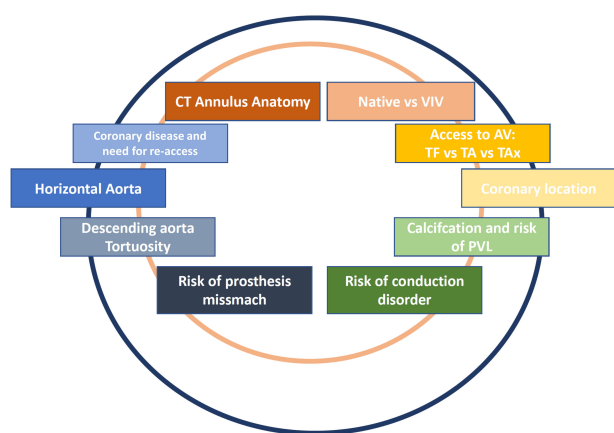 CT Annulus Anatomy
Native vs VIV
Coronary disease and
need for re-access
Access to AV:
TF vs TA vs TAx
Horizontal Aorta
Coronary location
Descending aorta
Tortuosity
Calcifcation and risk
of PVL
Risk of prosthesis
missmach
Risk of conduction
disorder